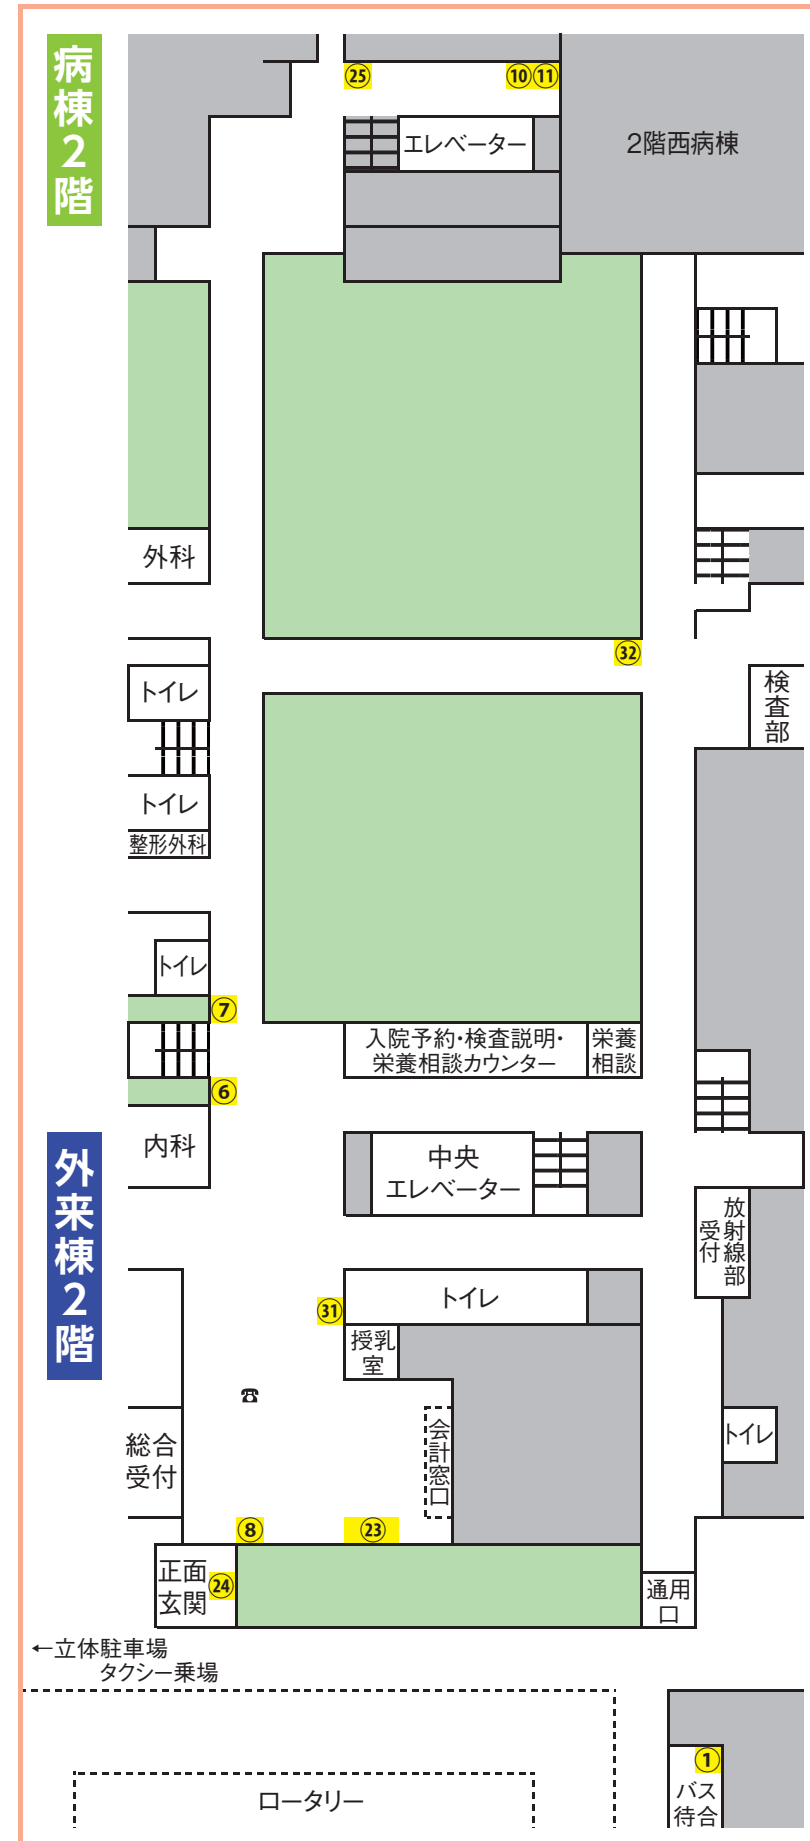 病棟2階
㉕
⑩⑪
エレベーター
2階西病棟
外科
㉜
トイレ
検査部
トイレ
整形外科
トイレ
⑦
入院予約・検査説明・
栄養相談カウンター
栄養
相談
⑥
内科
外来棟2階
中央
エレベーター
放射線部
受付
㉛
トイレ
授乳
室
☎
会計窓口
トイレ
総合
受付
⑧
㉓
正面
玄関
㉔
通用
口
←立体駐車場
タクシー乗場
①
バス
待合
ロータリー